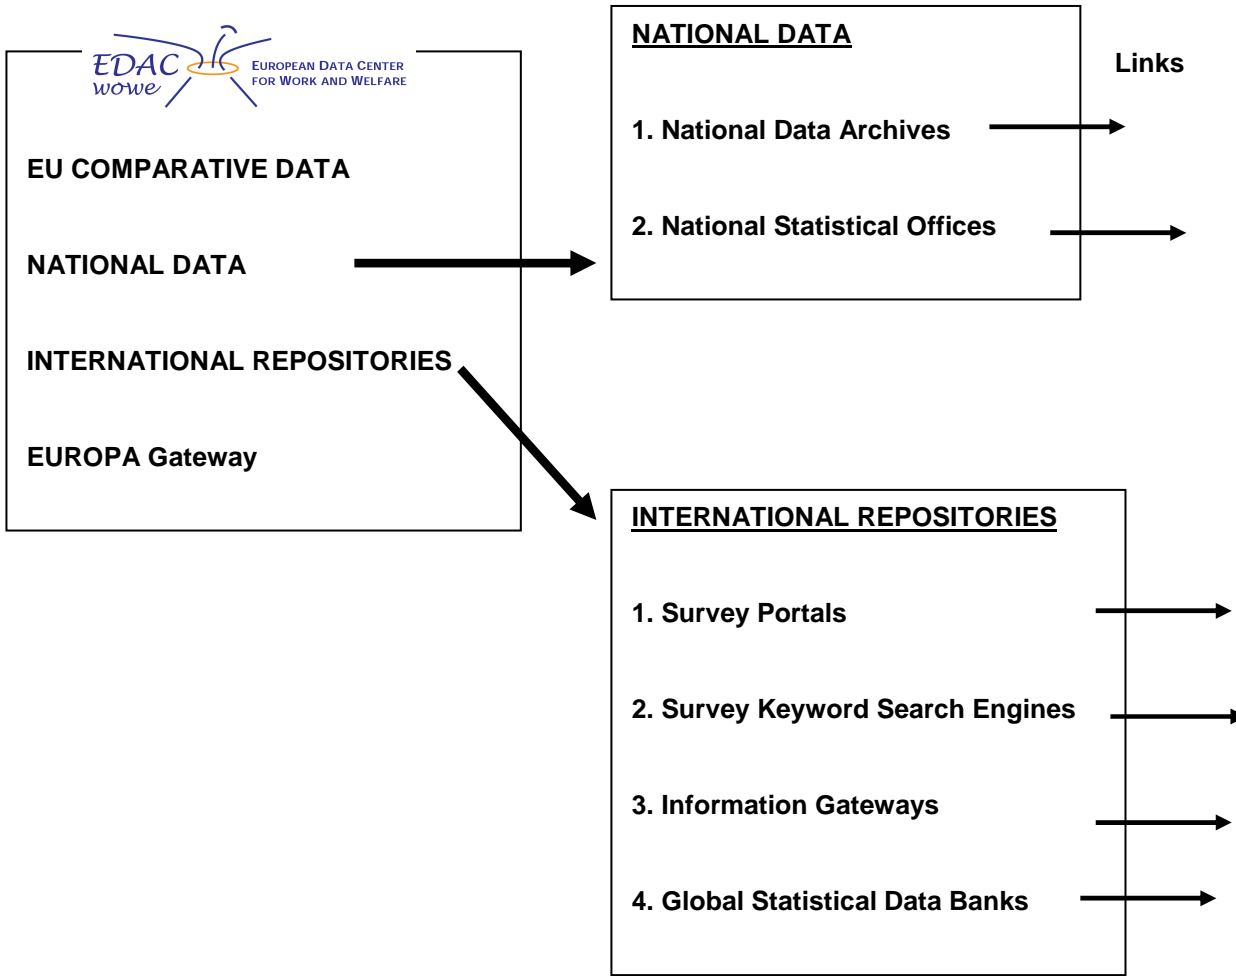 EDAC
wowe
EUROPEAN DATA CENTER
FOR WORK AND WELFARE
EU COMPARATIVE DATA
NATIONAL DATA
INTERNATIONAL REPOSITORIES
EUROPA Gateway
NATIONAL DATA
1. National Data Archives
2. National Statistical Offices
Links
INTERNATIONAL REPOSITORIES
1. Survey Portals
2. Survey Keyword Search Engines
3. Information Gateways
4. Global Statistical Data Banks